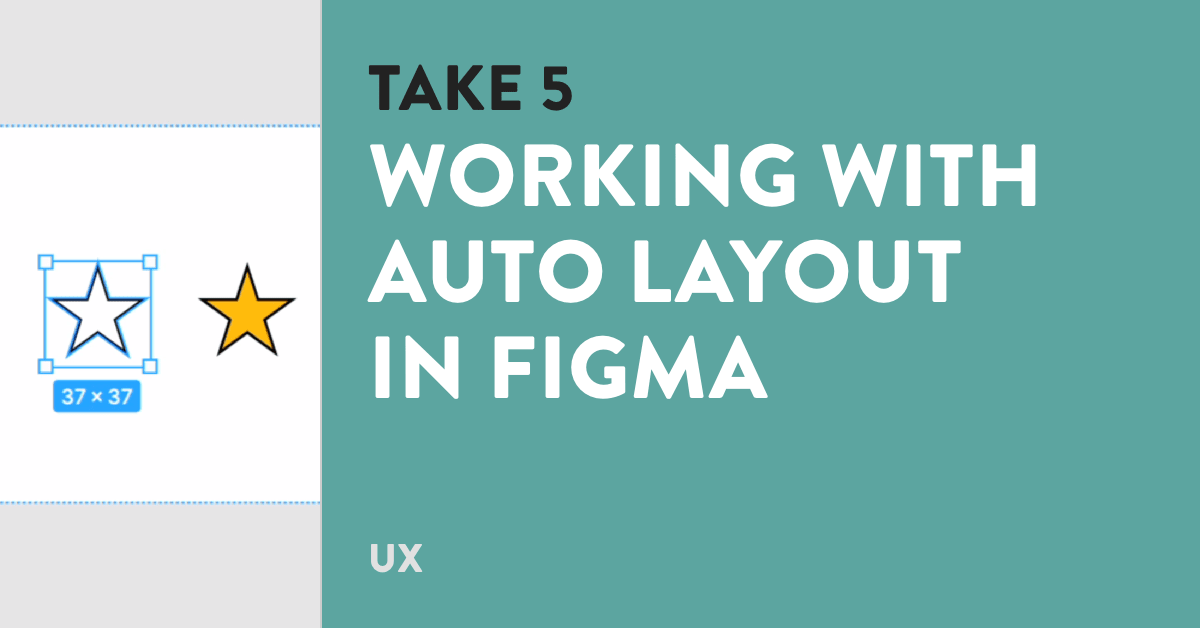 TAKE 5
WORKING WITH
AUTO LAYOUT
IN FIGMA
37 × 37
UX